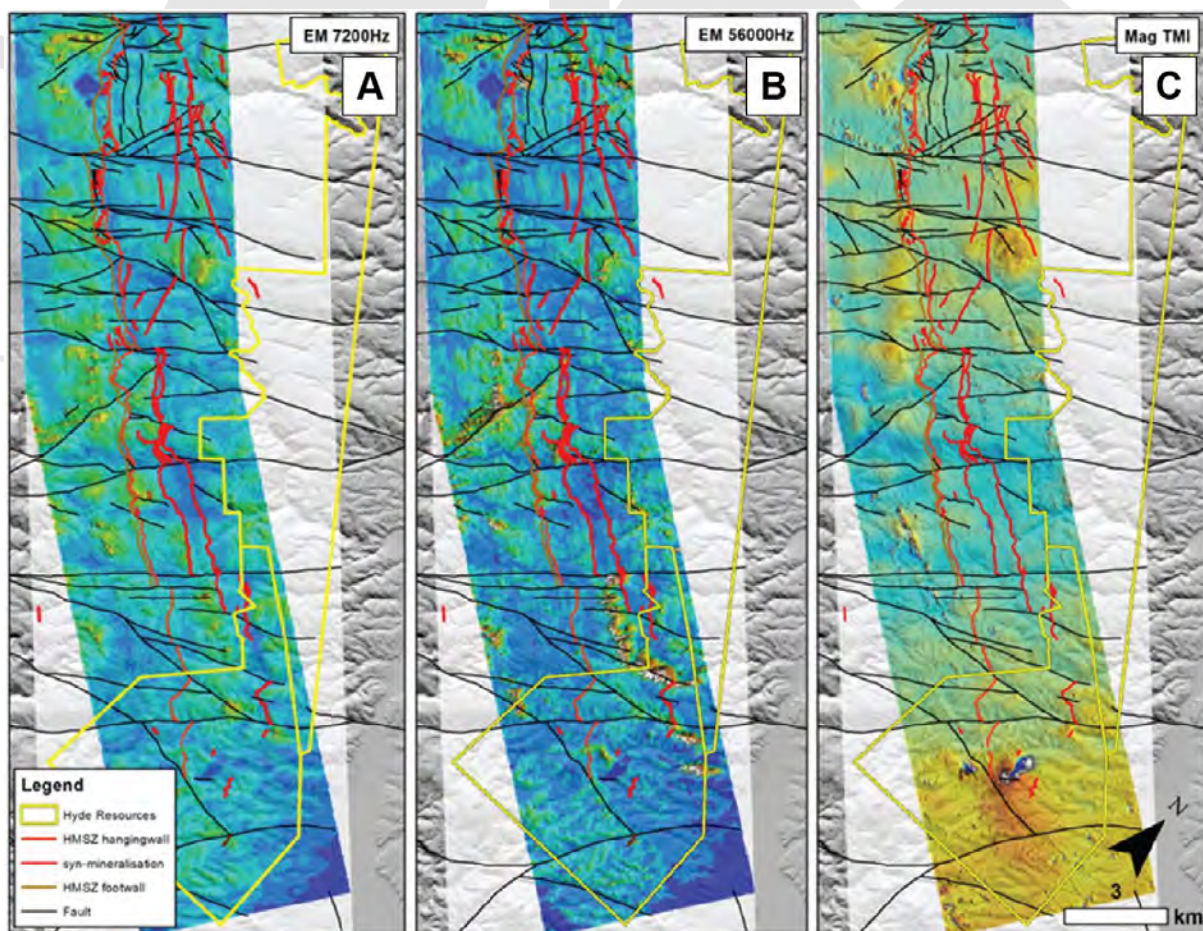 EM 7200Hz
A
EM 56000Hz
B
Mag TMI
C
Legend
Hyde Resources
HMSZ hangingwall
syn-mineralisation
HMSZ footwall
Fault
N
3
km